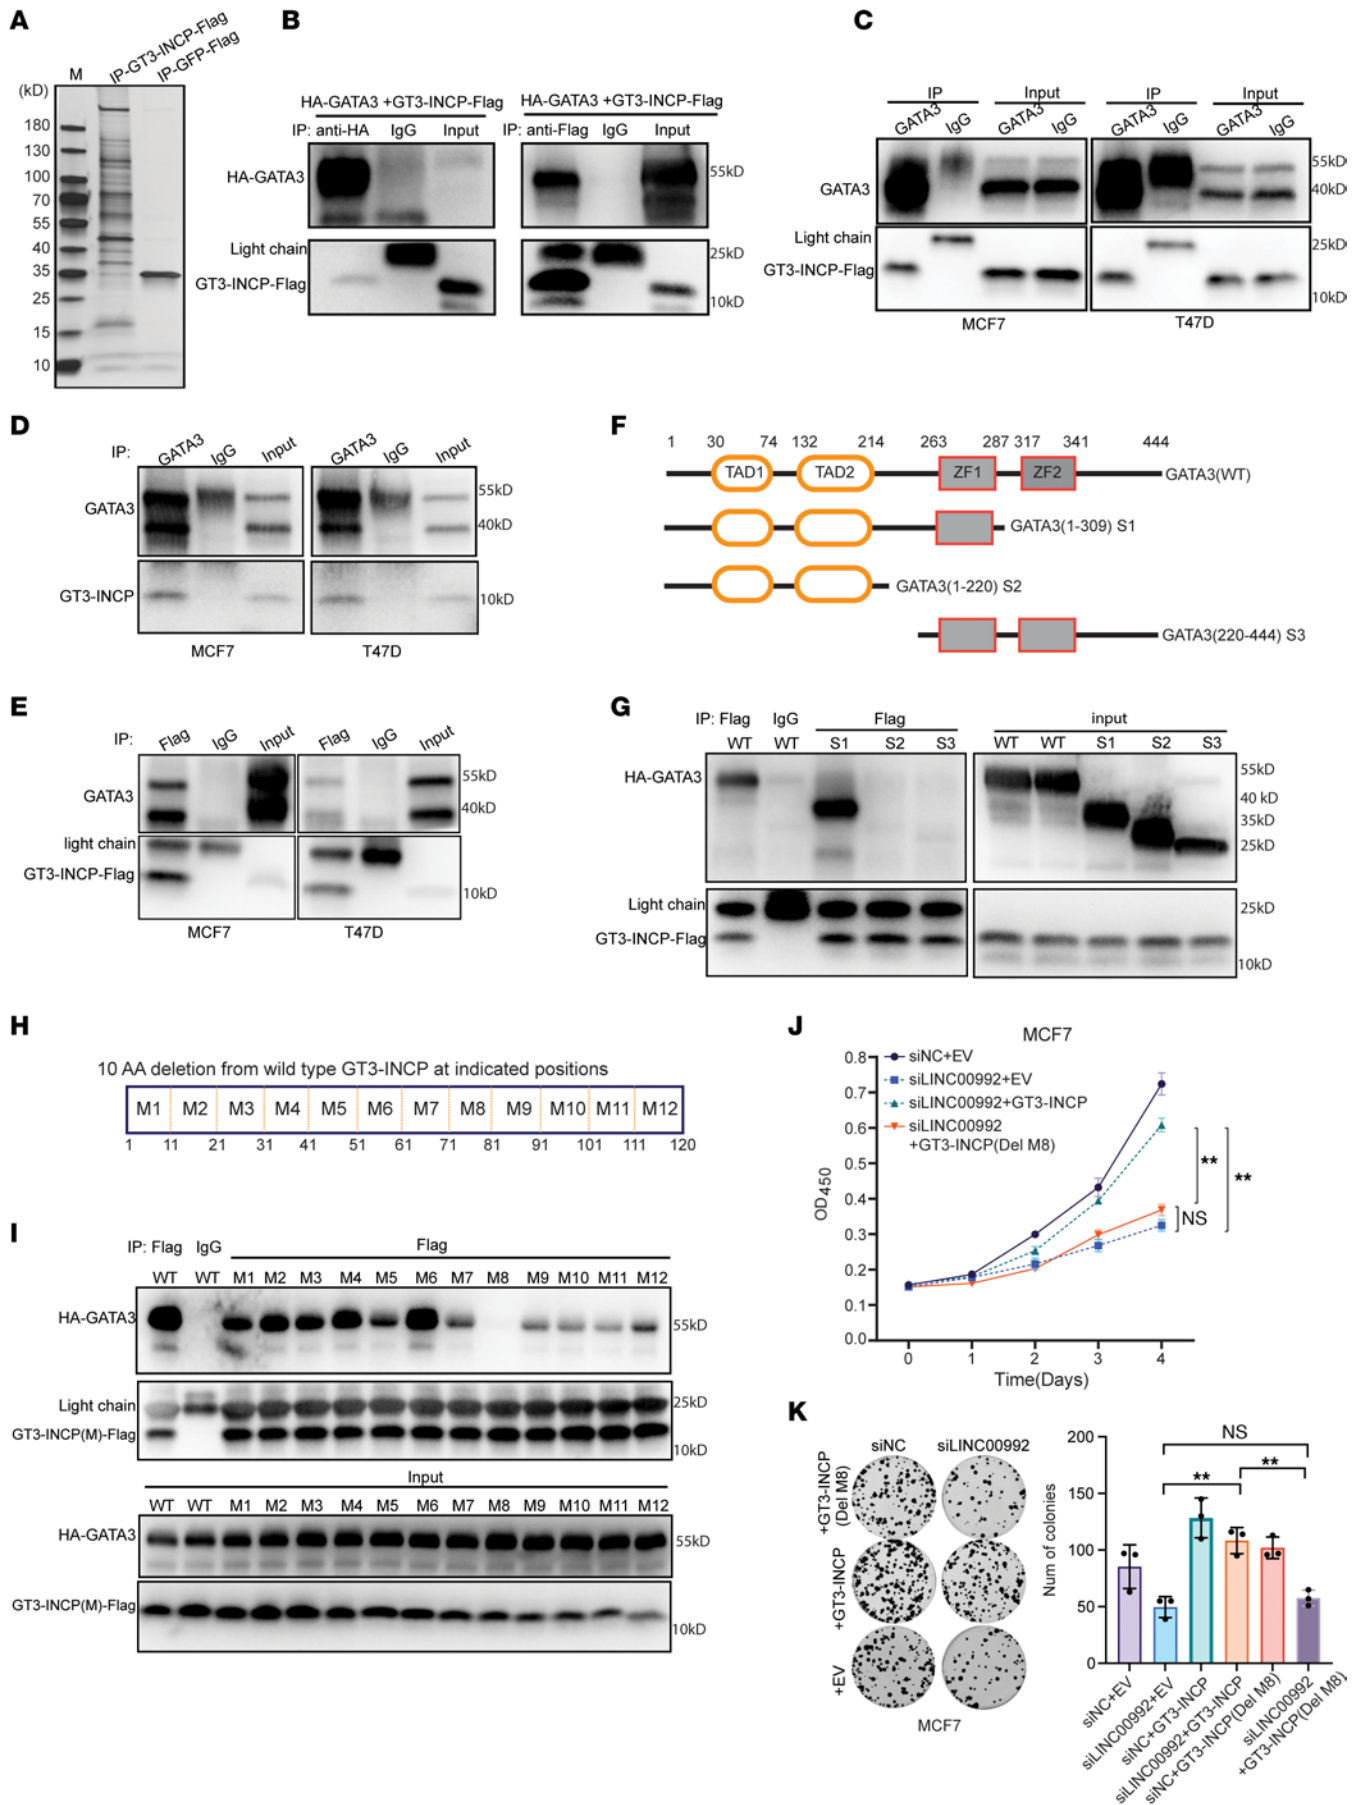 A
M IP-GT3-INCP-Flag IP-GFP-Flag
(kD)
180
130
100
70
55
40
35
25
15
10
B
HA-GATA3 +GT3-INCP-Flag HA-GATA3 +GT3-INCP-Flag
IP: anti-HA IgG Input IP: anti-Flag IgG Input
HA-GATA3 55kD
Light chain 25kD
GT3-INCP-Flag 10kD
C
IP Input IP Input
GATA3 IgG GATA3 IgG GATA3 IgG GATA3 IgG
55kD
GATA3 40kD
Light chain 25kD
GT3-INCP-Flag
10kD
MCF7 T47D
D
IP: GATA3 IgG Input GATA3 IgG Input
55kD
GATA3
40kD
GT3-INCP 10kD
MCF7 T47D
F
1 30 74 132 214 263 287 317 341 444
TAD1 TAD2 ZF1 ZF2 GATA3(WT)
GATA3(1-309) S1
GATA3(1-220) S2
GATA3(220-444) S3
E
IP: Flag IgG Input Flag IgG Input
55kD
GATA3
40kD
light chain
GT3-INCP-Flag
10kD
MCF7 T47D
G
IP: Flag IgG Flag input
WT WT S1 S2 S3 WT WT S1 S2 S3
HA-GATA3 55kD
40 kD
35kD
25kD
Light chain 25kD
GT3-INCP-Flag
10kD
H
10 AA deletion from wild type GT3-INCP at indicated positions
M1 M2 M3 M4 M5 M6 M7 M8 M9 M10 M11 M12
1 11 21 31 41 51 61 71 81 91 101 111 120
I
IP: Flag IgG Flag
WT WT M1 M2 M3 M4 M5 M6 M7 M8 M9 M10 M11 M12
HA-GATA3 55kD
Light chain 25kD
GT3-INCP(M)-Flag
10kD
Input
WT WT M1 M2 M3 M4 M5 M6 M7 M8 M9 M10 M11 M12
HA-GATA3 55kD
GT3-INCP(M)-Flag
10kD
J
MCF7
siNC+EV
siLINC00992+EV
siLINC00992+GT3-INCP
siLINC00992
+GT3-INCP(Del M8)
0.8
0.7
0.6
0.5
0.4
0.3
0.2
0.1
0.0
OD450
** **
NS
0 1 2 3 4
Time(Days)
K
siNC siLINC00992
+GT3-INCP
(Del M8)
+GT3-INCP
+EV
MCF7
Num of colonies
200
150
100
50
0
NS
** **
siNC+EV
siLINC00992+EV
siNC+GT3-INCP
siLINC00992+GT3-INCP
siNC+GT3-INCP(Del M8)
siLINC00992
+GT3-INCP(Del M8)